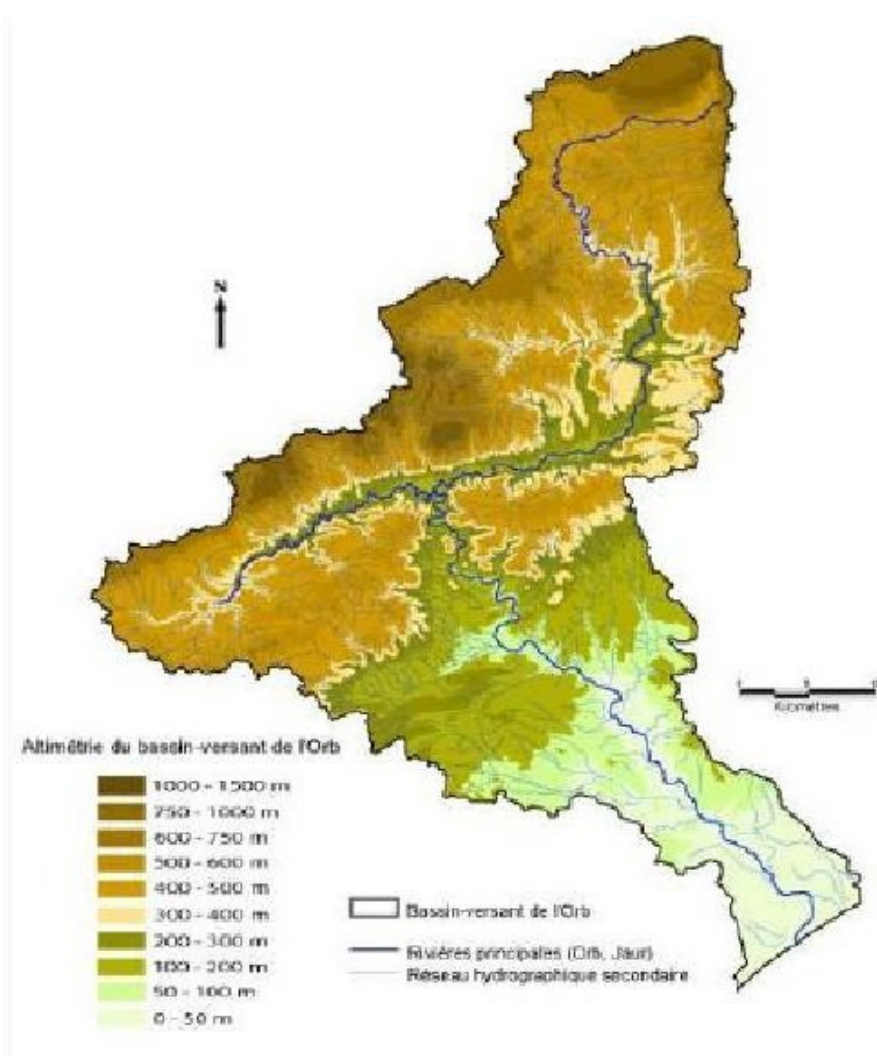 N
Kilomètres
Altimétrie du bassin-versant de l'Orb
1000 - 1500 m
750 - 1000 m
600 - 750 m
500 - 600 m
400 - 500 m
300 - 400 m
200 - 300 m
100 - 200 m
50 - 100 m
0 - 50 m
Bassin-versant de l'Orb
Rivières principales (Orb, Jaur)
Réseau hydrographique secondaire